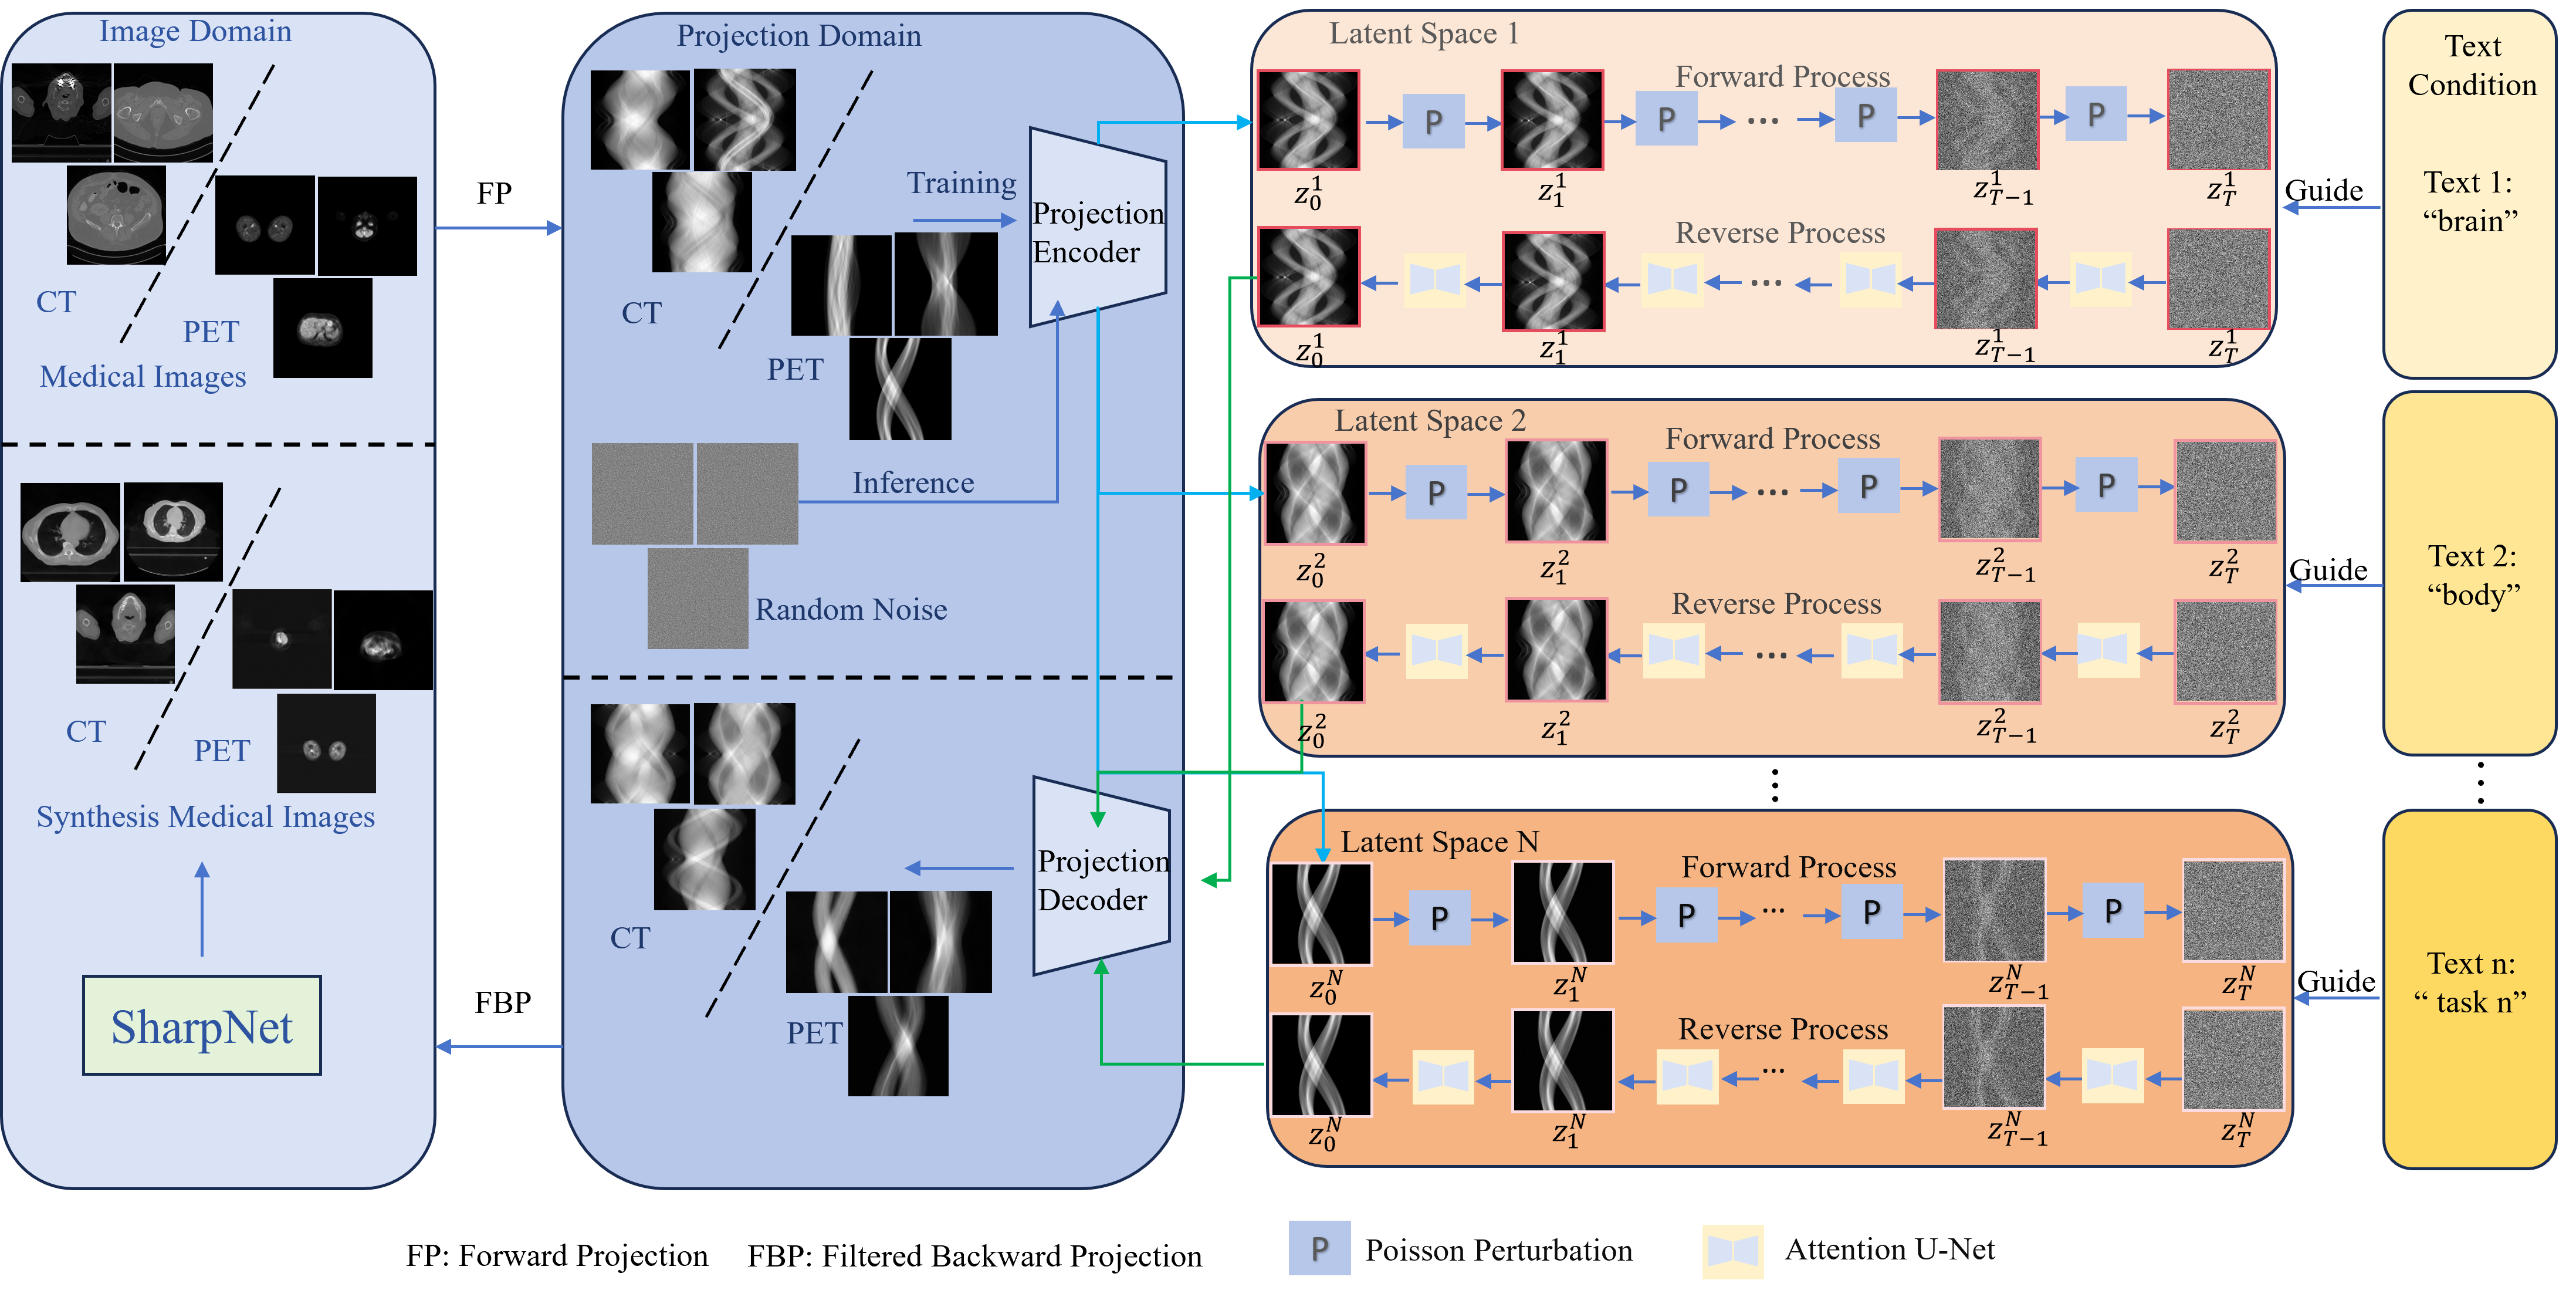 Image Domain
CT
PET
Medical Images
CT
PET
Synthesis Medical Images
SharpNet
FP
FBP
Projection Domain
CT
PET
Training
Projection
Encoder
Inference
Random Noise
CT
PET
Projection
Decoder
Latent Space 1
Forward Process
P P P P
...
z_0^1 z_1^1 z_{T−1}^1 z_T^1
Reverse Process
...
z_0^1 z_1^1 z_{T−1}^1 z_T^1
Guide
Text
Condition
Text 1:
“brain”
Latent Space 2
Forward Process
P P P P
...
z_0^2 z_1^2 z_{T−1}^2 z_T^2
Reverse Process
...
z_0^2 z_1^2 z_{T−1}^2 z_T^2
Guide
Text 2:
“body”
Latent Space N
Forward Process
P P P P
...
z_0^N z_1^N z_{T−1}^N z_T^N
Reverse Process
...
z_0^N z_1^N z_{T−1}^N z_T^N
Guide
Text n:
“ task n”
FP: Forward Projection
FBP: Filtered Backward Projection
P Poisson Perturbation
Attention U-Net